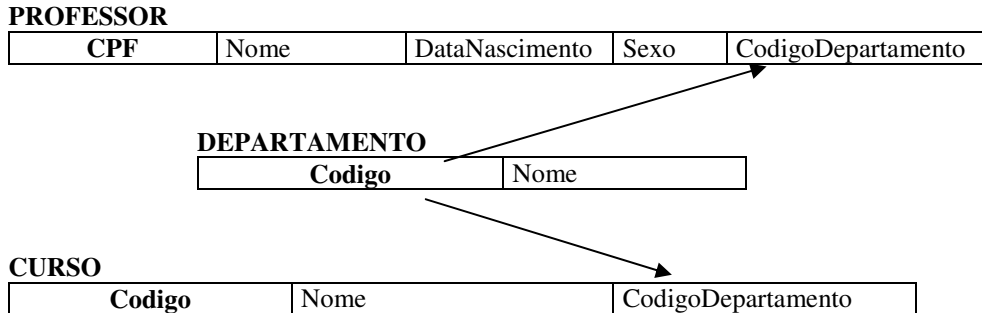 PROFESSOR
CPF Nome DataNascimento Sexo CodigoDepartamento
DEPARTAMENTO
Codigo Nome
CURSO
Codigo Nome CodigoDepartamento